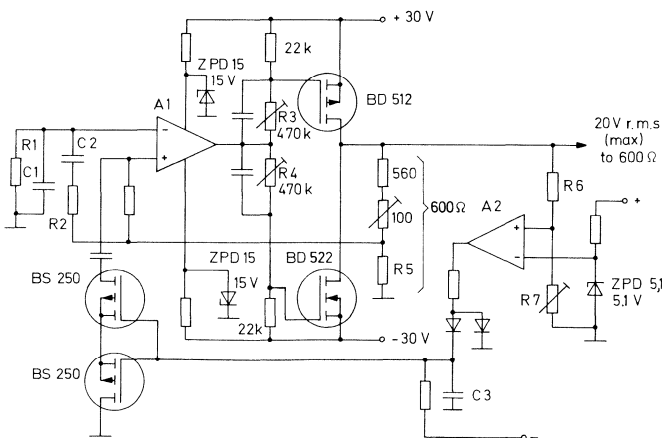 + 30 V
22 k
ZPD 15
15 V
A1
BD 512
R3
470 k
20 V r.m.s
(max)
to 600 Ω
R1
C1
C2
R4
470 k
560
100
600 Ω
R6
A2
+
R2
ZPD 15
15 V
BD 522
R5
BS 250
R7
ZPD 5,1
5,1 V
22k
- 30 V
BS 250
C3
-
+
-
+
-
+